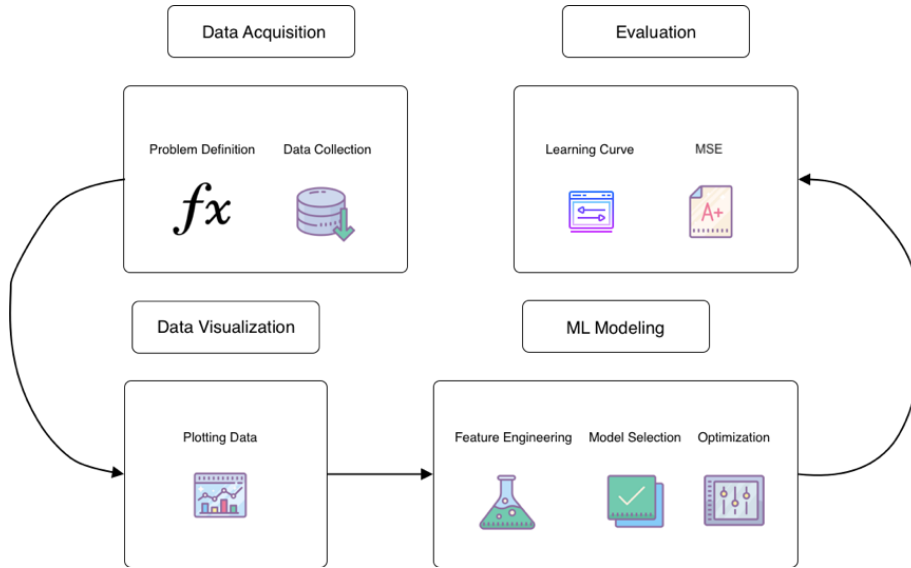 Data Acquisition
Evaluation
Problem Definition
Data Collection
fx
Learning Curve
MSE
A+
Data Visualization
ML Modeling
Plotting Data
Feature Engineering
Model Selection
Optimization